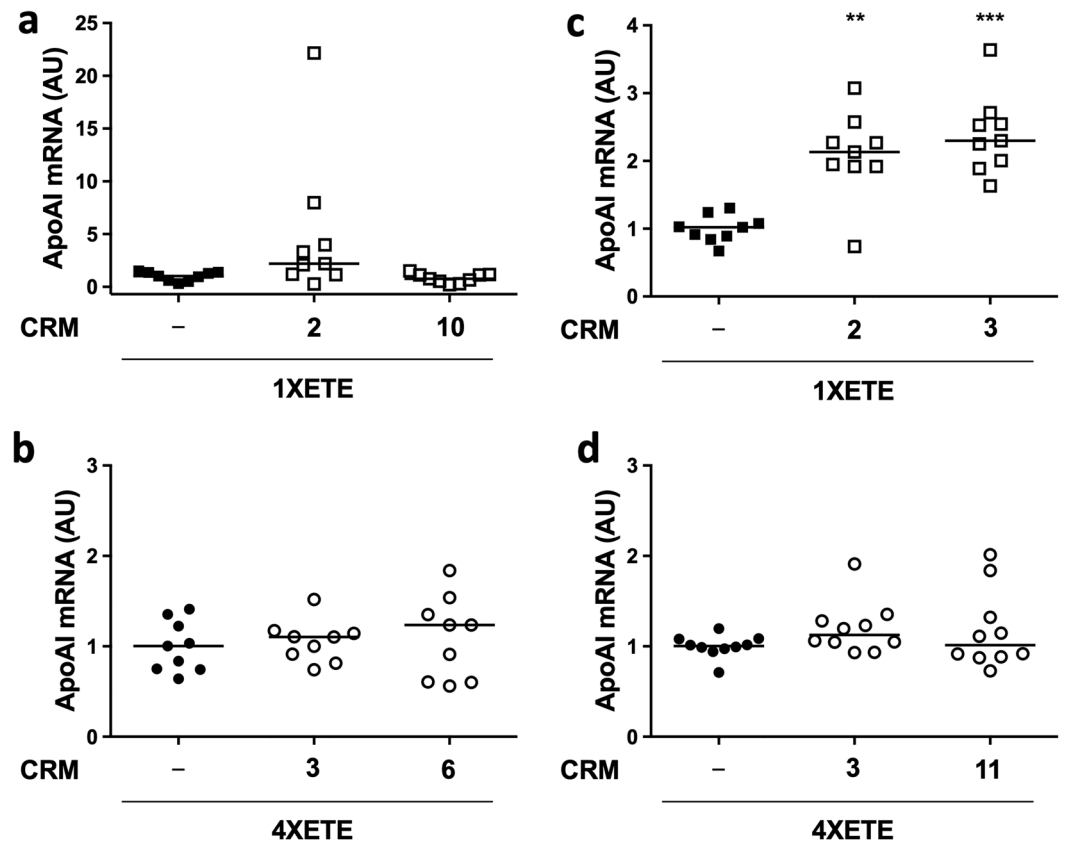 a
25
20
15
10
5
0
ApoAI mRNA (AU)
CRM – 2 10
1XETE
c
** ***
4
3
2
1
0
ApoAI mRNA (AU)
CRM – 2 3
1XETE
b
3
2
1
0
ApoAI mRNA (AU)
CRM – 3 6
4XETE
d
3
2
1
0
ApoAI mRNA (AU)
CRM – 3 11
4XETE